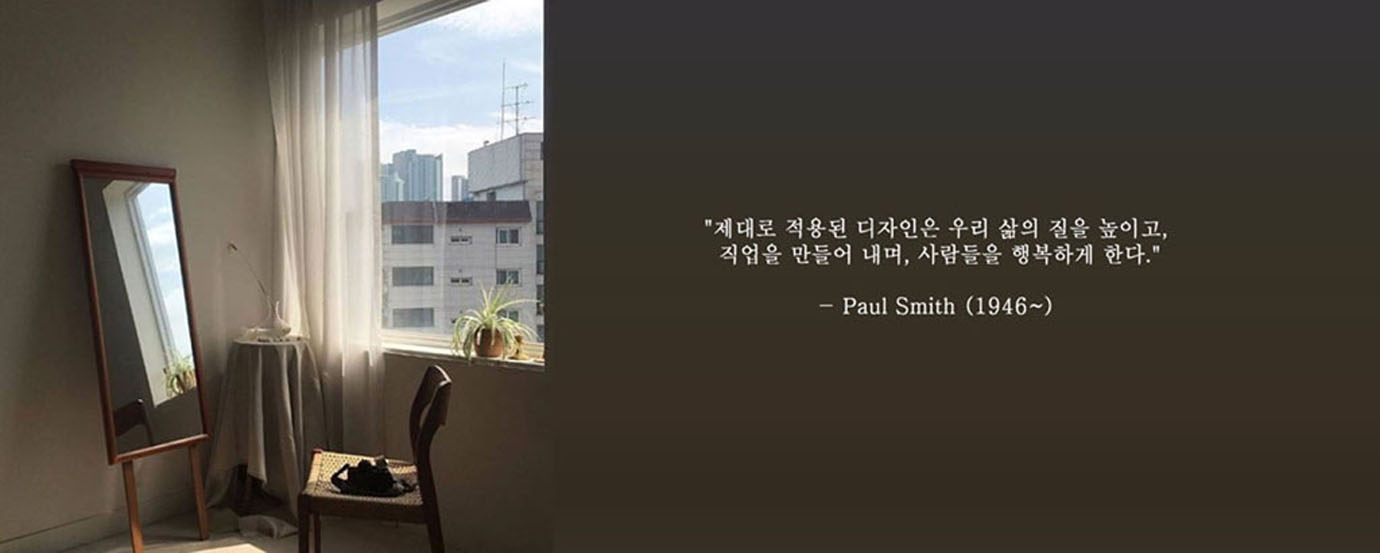 "제대로 적용된 디자인은 우리 삶의 질을 높이고,
직업을 만들어 내며, 사람들을 행복하게 한다."
– Paul Smith (1946~)